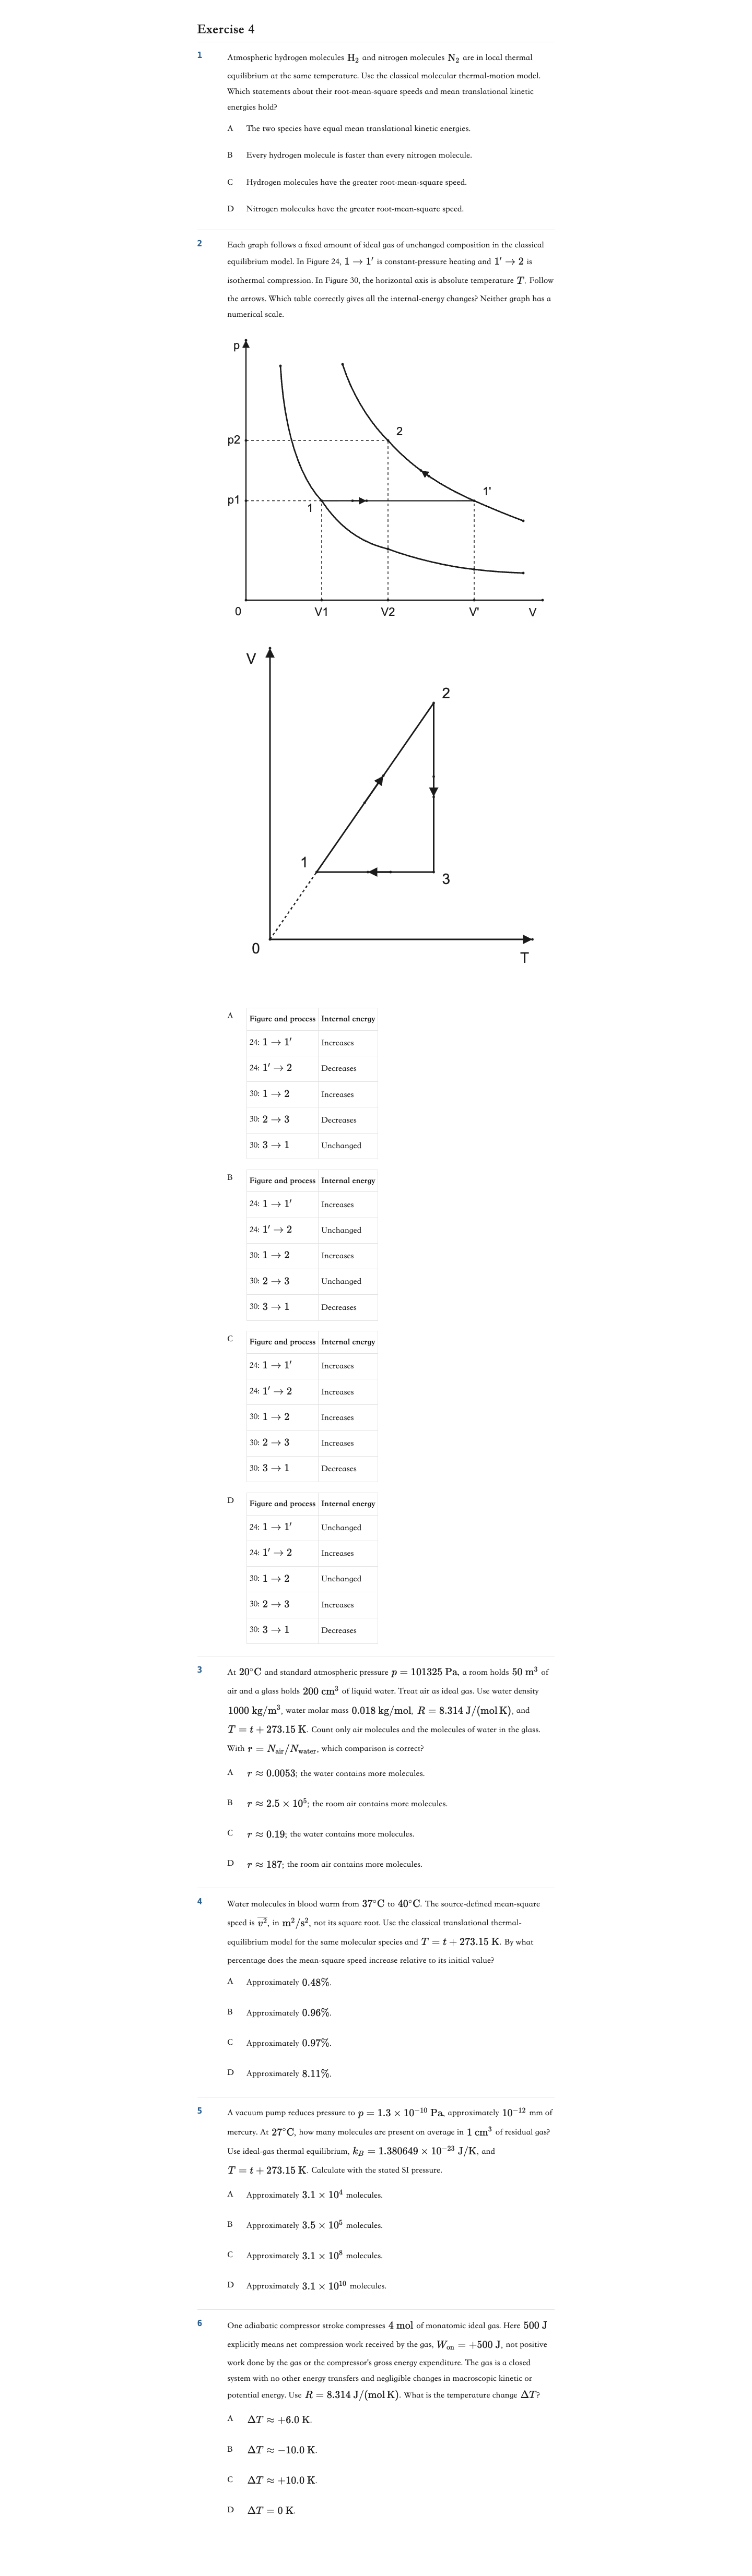 Exercise 4
1
Atmospheric hydrogen molecules H₂ and nitrogen molecules N₂ are in local thermal
equilibrium at the same temperature. Use the classical molecular thermal-motion model.
Which statements about their root-mean-square speeds and mean translational kinetic
energies hold?
A The two species have equal mean translational kinetic energies.
B Every hydrogen molecule is faster than every nitrogen molecule.
C Hydrogen molecules have the greater root-mean-square speed.
D Nitrogen molecules have the greater root-mean-square speed.
2
Each graph follows a fixed amount of ideal gas of unchanged composition in the classical
equilibrium model. In Figure 24, 1 → 1′ is constant-pressure heating and 1′ → 2 is
isothermal compression. In Figure 30, the horizontal axis is absolute temperature T. Follow
the arrows. Which table correctly gives all the internal-energy changes? Neither graph has a
numerical scale.
p
2
p2
1'
p1
1
0 V1 V2 V' V
V
2
1
3
0
T
A
Figure and process Internal energy
24: 1 → 1′ Increases
24: 1′ → 2 Decreases
30: 1 → 2 Increases
30: 2 → 3 Decreases
30: 3 → 1 Unchanged
B
Figure and process Internal energy
24: 1 → 1′ Increases
24: 1′ → 2 Unchanged
30: 1 → 2 Increases
30: 2 → 3 Unchanged
30: 3 → 1 Decreases
C
Figure and process Internal energy
24: 1 → 1′ Increases
24: 1′ → 2 Increases
30: 1 → 2 Increases
30: 2 → 3 Increases
30: 3 → 1 Decreases
D
Figure and process Internal energy
24: 1 → 1′ Unchanged
24: 1′ → 2 Increases
30: 1 → 2 Unchanged
30: 2 → 3 Increases
30: 3 → 1 Decreases
3
At 20°C and standard atmospheric pressure p = 101325 Pa, a room holds 50 m³ of
air and a glass holds 200 cm³ of liquid water. Treat air as ideal gas. Use water density
1000 kg/m³, water molar mass 0.018 kg/mol, R = 8.314 J/(mol K), and
T = t + 273.15 K. Count only air molecules and the molecules of water in the glass.
With r = N_air/N_water, which comparison is correct?
A r ≈ 0.0053; the water contains more molecules.
B r ≈ 2.5 × 10⁵; the room air contains more molecules.
C r ≈ 0.19; the water contains more molecules.
D r ≈ 187; the room air contains more molecules.
4
Water molecules in blood warm from 37°C to 40°C. The source-defined mean-square
speed is v̅²̅, in m²/s², not its square root. Use the classical translational thermal-
equilibrium model for the same molecular species and T = t + 273.15 K. By what
percentage does the mean-square speed increase relative to its initial value?
A Approximately 0.48%.
B Approximately 0.96%.
C Approximately 0.97%.
D Approximately 8.11%.
5
A vacuum pump reduces pressure to p = 1.3 × 10⁻¹⁰ Pa, approximately 10⁻¹² mm of
mercury. At 27°C, how many molecules are present on average in 1 cm³ of residual gas?
Use ideal-gas thermal equilibrium, k_B = 1.380649 × 10⁻²³ J/K, and
T = t + 273.15 K. Calculate with the stated SI pressure.
A Approximately 3.1 × 10⁴ molecules.
B Approximately 3.5 × 10⁵ molecules.
C Approximately 3.1 × 10⁸ molecules.
D Approximately 3.1 × 10¹⁰ molecules.
6
One adiabatic compressor stroke compresses 4 mol of monatomic ideal gas. Here 500 J
explicitly means net compression work received by the gas, W_on = +500 J, not positive
work done by the gas or the compressor's gross energy expenditure. The gas is a closed
system with no other energy transfers and negligible changes in macroscopic kinetic or
potential energy. Use R = 8.314 J/(mol K). What is the temperature change ΔT?
A ΔT ≈ +6.0 K.
B ΔT ≈ −10.0 K.
C ΔT ≈ +10.0 K.
D ΔT = 0 K.